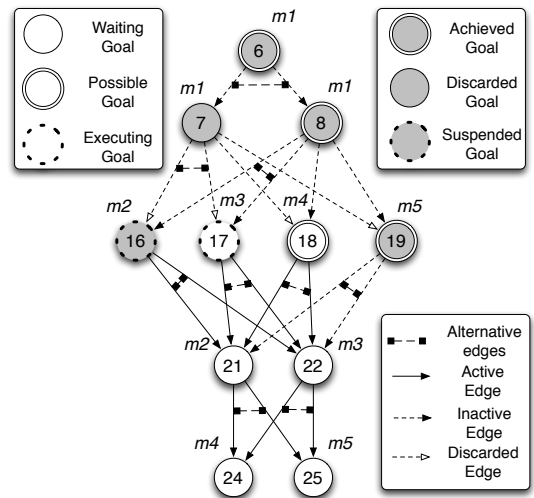 Waiting
Goal
Possible
Goal
Executing
Goal
m1
6
m1
7
m1
8
Achieved
Goal
Discarded
Goal
Suspended
Goal
m2
16
m3
17
m4
18
m5
19
m2
21
m3
22
m4
24
m5
25
Alternative
edges
Active
Edge
Inactive
Edge
Discarded
Edge